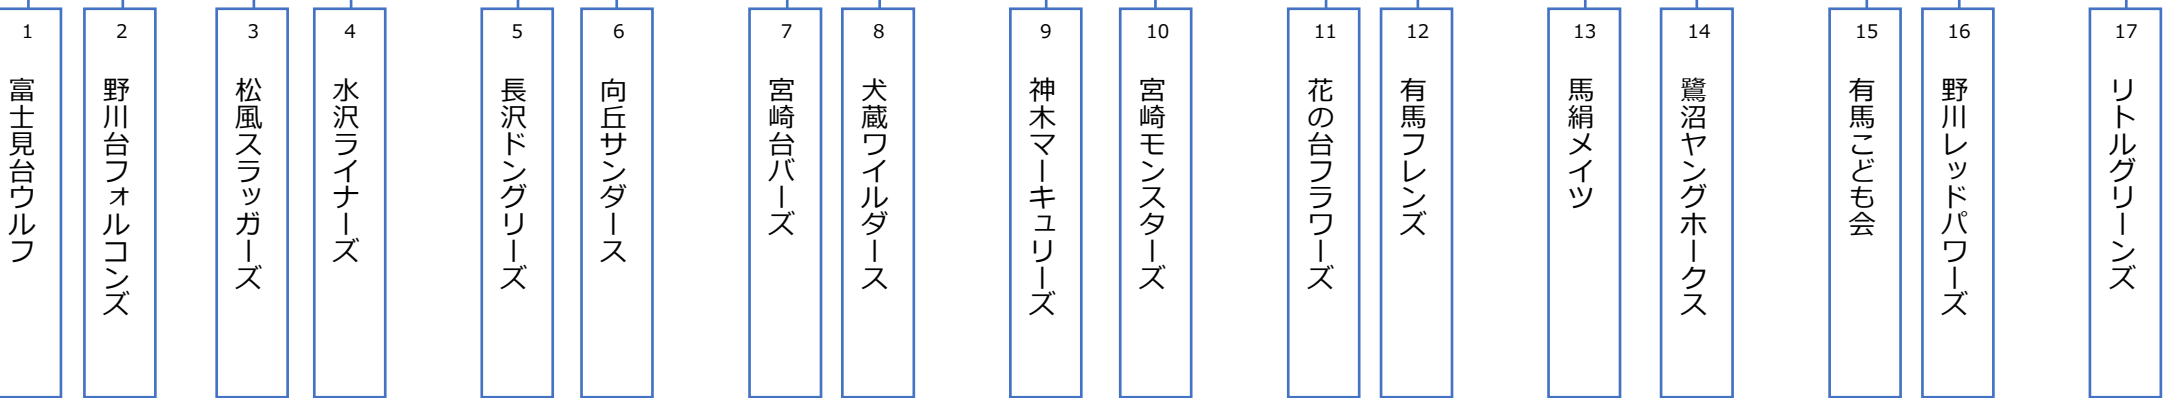 1
富士見台ウルフ
2
野川台フォルコンズ
3
松風スラッガーズ
4
水沢ライナーズ
5
長沢ドングリーズ
6
向丘サンダース
7
宮崎台バーズ
8
犬蔵ワイルダース
9
神木マーキュリーズ
10
宮崎モンスターズ
11
花の台フラワーズ
12
有馬フレンズ
13
馬絹メイツ
14
鷺沼ヤングホークス
15
有馬こども会
16
野川レッドパワーズ
17
リトルグリーンズ